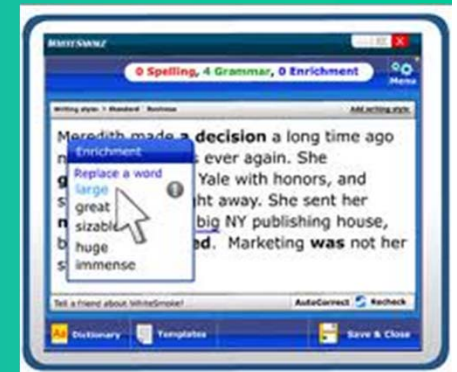 WHITESMOKE
0 Spelling, 4 Grammar, 0 Enrichment
Menu
Writing style: > Standard Business
Add writing style
Meredith made a decision a long time ago
n s ever again. She
g Yale with honors, and
s ht away. She sent her
n big NY publishing house,
b ed. Marketing was not her
s
Enrichment
Replace a word
large
great
sizable
huge
immense
Tell a friend about WhiteSmoke!
AutoCorrect Recheck
Aa Dictionary Templates Save & Close